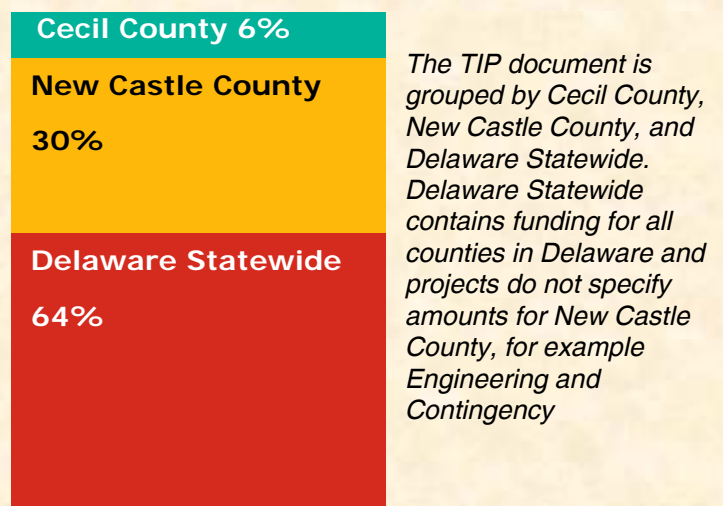 Cecil County 6%
New Castle County
30%
Delaware Statewide
64%
The TIP document is
grouped by Cecil County,
New Castle County, and
Delaware Statewide.
Delaware Statewide
contains funding for all
counties in Delaware and
projects do not specify
amounts for New Castle
County, for example
Engineering and
Contingency